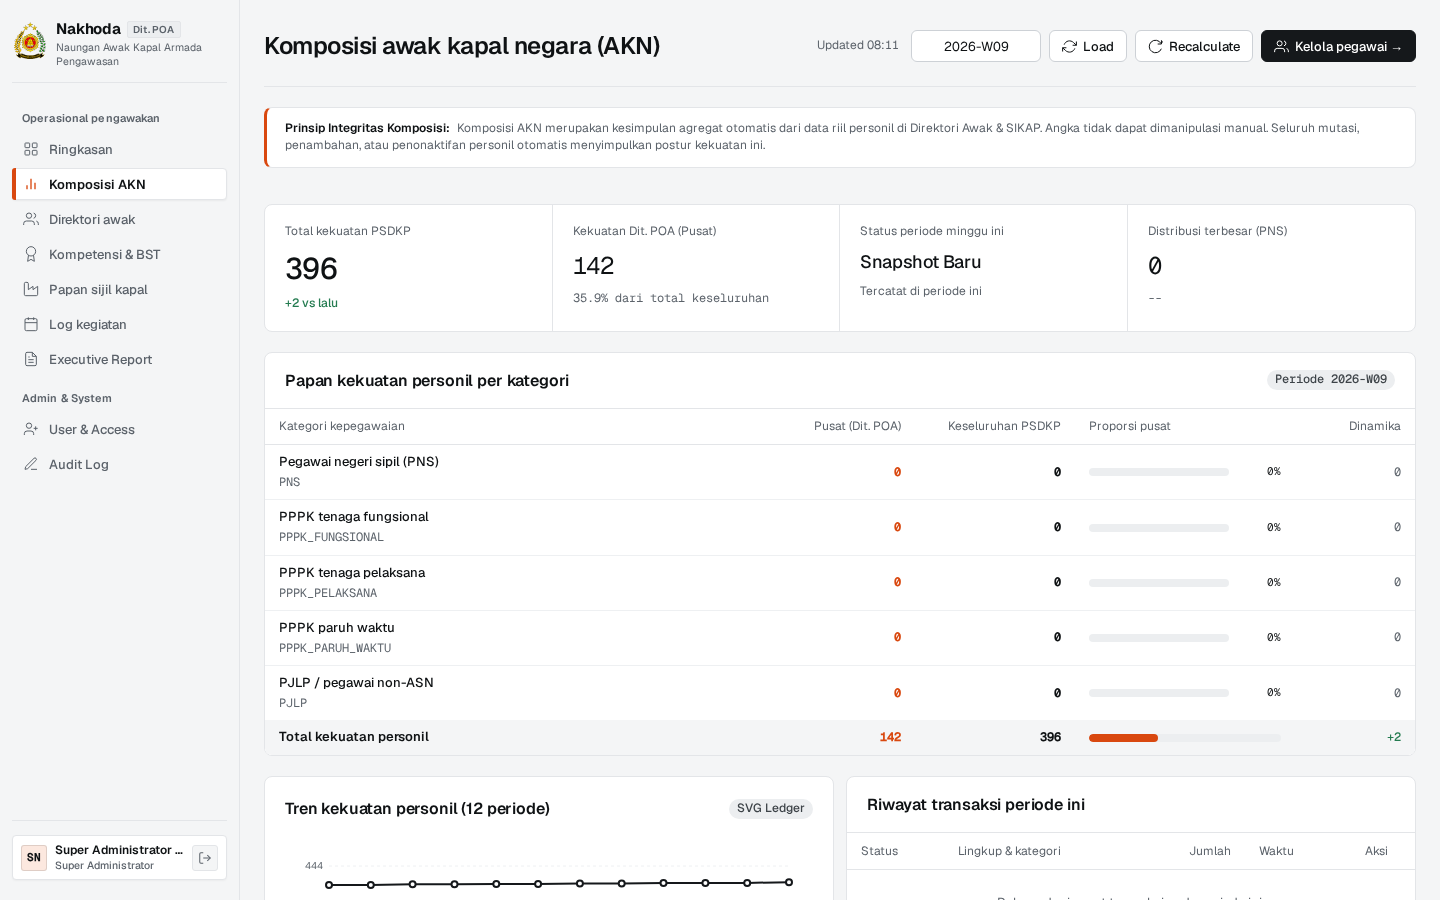 Nakhoda Dit. POA
Naungan Awak Kapal Armada
Pengawasan
Operasional pengawakan
Ringkasan
Komposisi AKN
Direktori awak
Kompetensi & BST
Papan sijil kapal
Log kegiatan
Executive Report
Admin & System
User & Access
Audit Log
SN
Super Administrator ...
Super Administrator
Komposisi awak kapal negara (AKN)
Updated 08:11
2026-W09
Load
Recalculate
Kelola pegawai →
Prinsip Integritas Komposisi: Komposisi AKN merupakan kesimpulan agregat otomatis dari data riil personil di Direktori Awak & SIKAP. Angka tidak dapat dimanipulasi manual. Seluruh mutasi,
penambahan, atau penonaktifan personil otomatis menyimpulkan postur kekuatan ini.
Total kekuatan PSDKP
396
+2 vs lalu
Kekuatan Dit. POA (Pusat)
142
35.9% dari total keseluruhan
Status periode minggu ini
Snapshot Baru
Tercatat di periode ini
Distribusi terbesar (PNS)
0
--
Papan kekuatan personil per kategori
Periode 2026-W09
Kategori kepegawaian Pusat (Dit. POA) Keseluruhan PSDKP Proporsi pusat Dinamika
Pegawai negeri sipil (PNS)
PNS
0 0 0% 0
PPPK tenaga fungsional
PPPK_FUNGSIONAL
0 0 0% 0
PPPK tenaga pelaksana
PPPK_PELAKSANA
0 0 0% 0
PPPK paruh waktu
PPPK_PARUH_WAKTU
0 0 0% 0
PJLP / pegawai non-ASN
PJLP
0 0 0% 0
Total kekuatan personil 142 396 +2
Tren kekuatan personil (12 periode)
SVG Ledger
444
Riwayat transaksi periode ini
Status Lingkup & kategori Jumlah Waktu Aksi